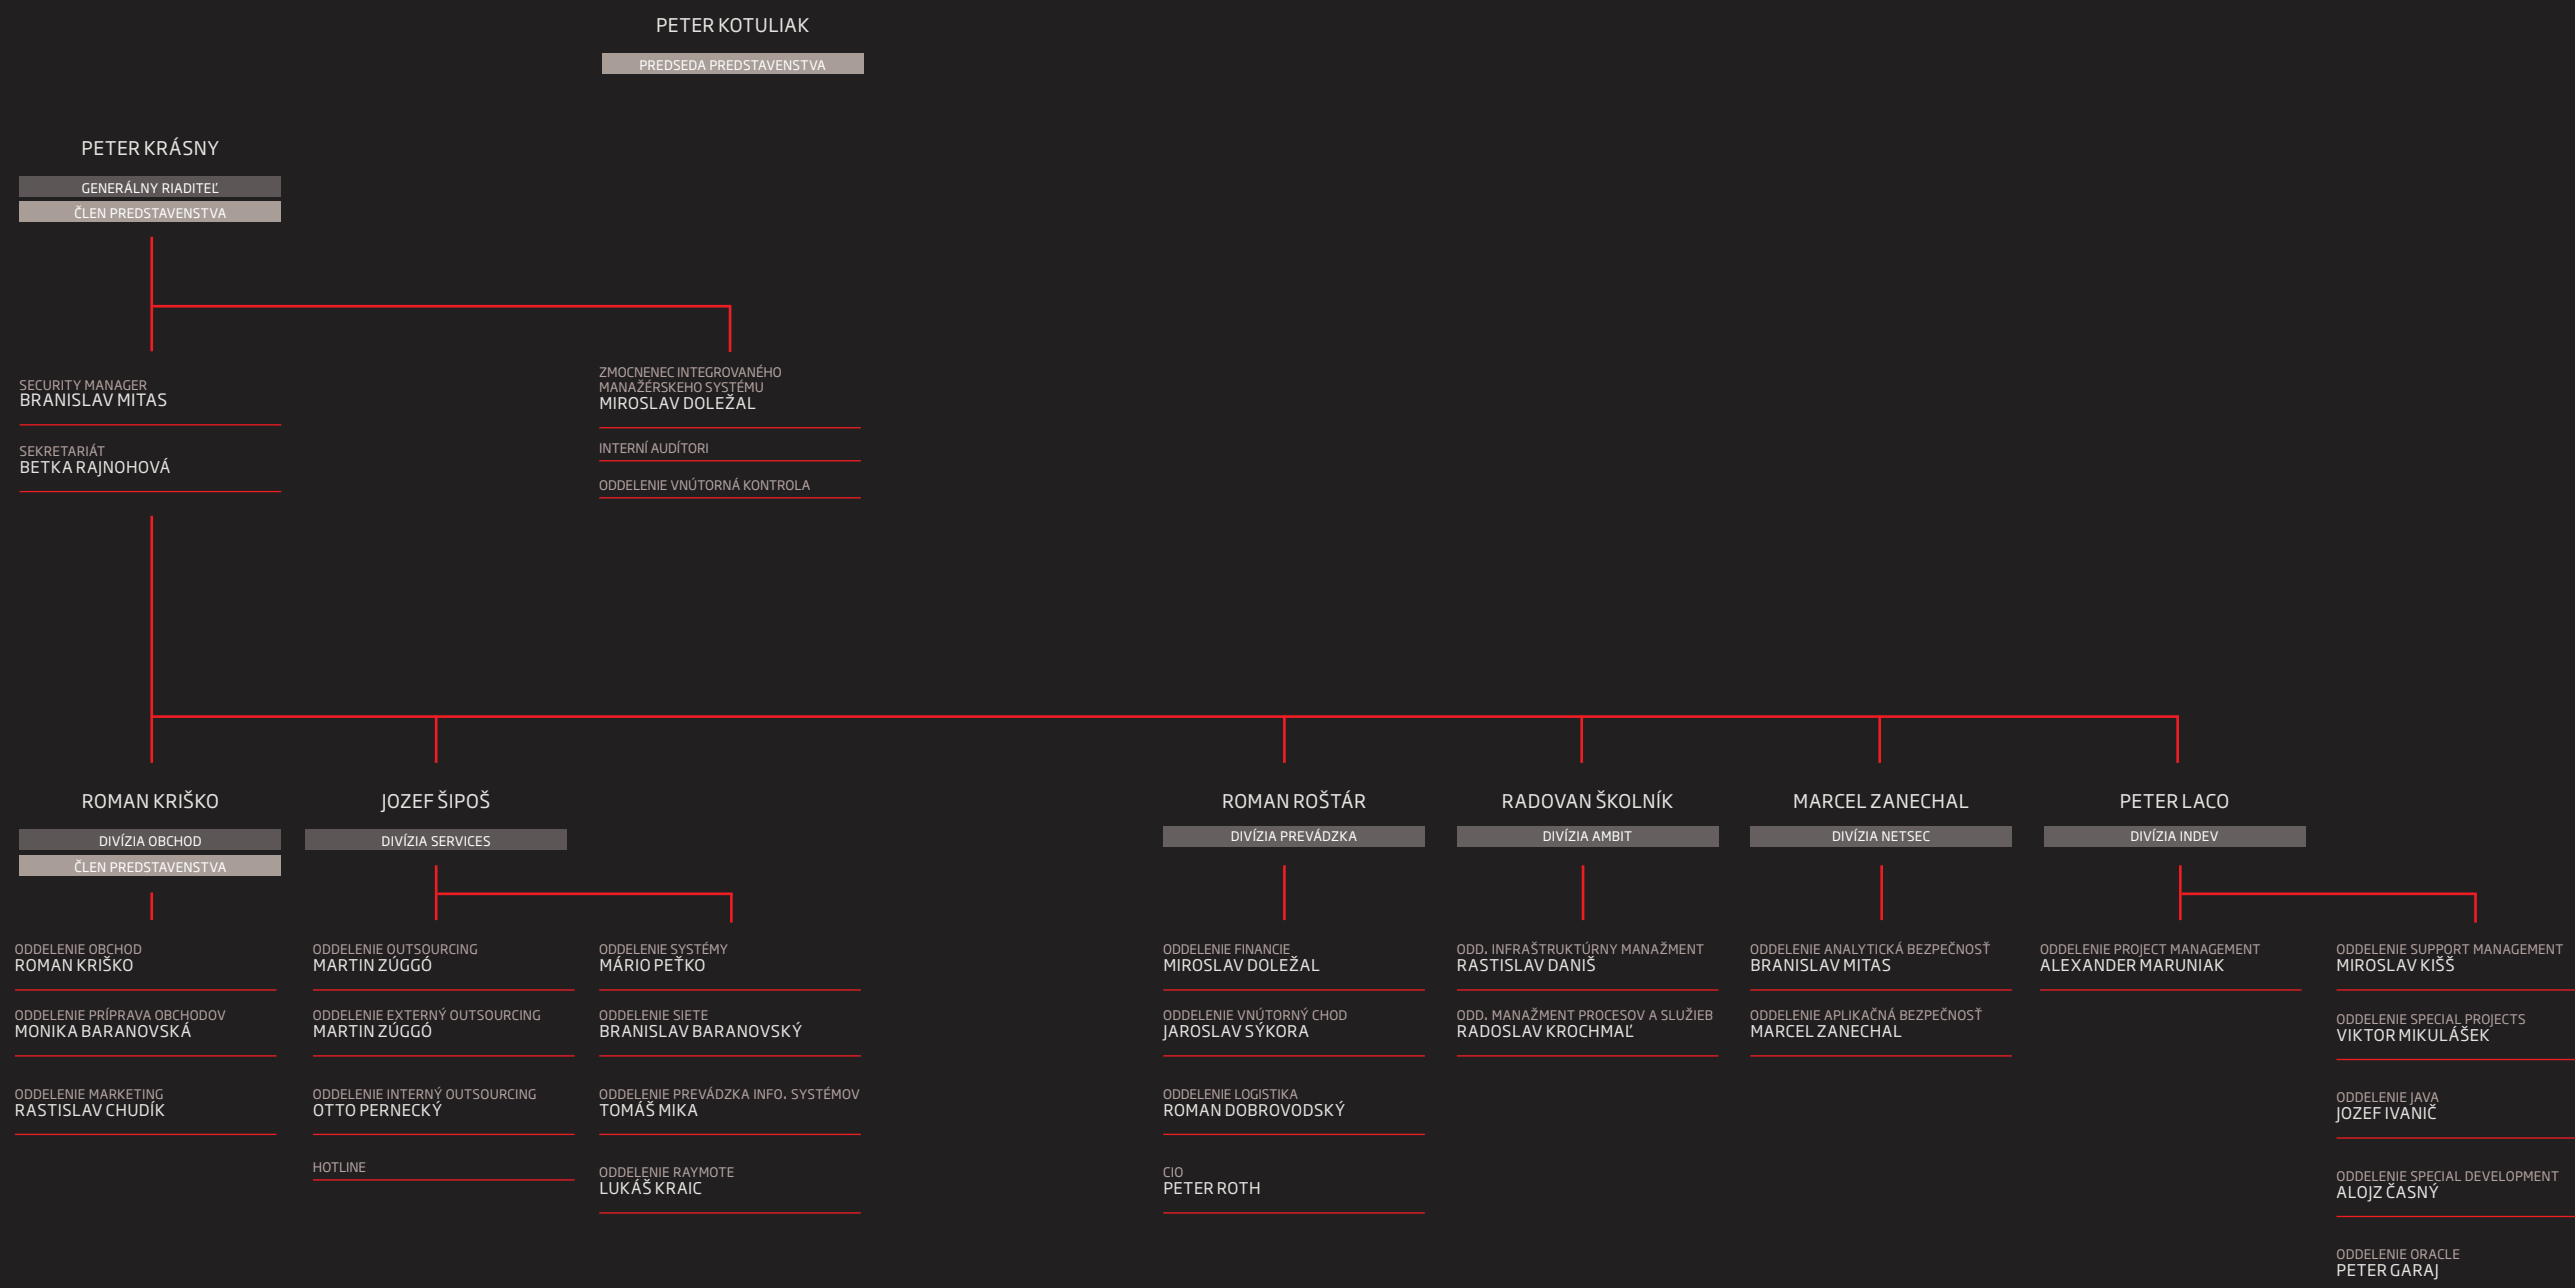 PETER KOTULIAK
PREDSEDA PREDSTAVENSTVA
PETER KRÁSNY
GENERÁLNY RIADITEĽ
ČLEN PREDSTAVENSTVA
SECURITY MANAGER
BRANISLAV MITAS
SEKRETARIÁT
BETKA RAJNOHOVÁ
ZMOCNENEC INTEGROVANÉHO
MANAŽÉRSKEHO SYSTÉMU
MIROSLAV DOLEŽAL
INTERNÍ AUDÍTORI
ODDELENIE VNÚTORNÁ KONTROLA
ROMAN KRIŠKO
DIVÍZIA OBCHOD
ČLEN PREDSTAVENSTVA
ODDELENIE OBCHOD
ROMAN KRIŠKO
ODDELENIE PRÍPRAVA OBCHODOV
MONIKA BARANOVSKÁ
ODDELENIE MARKETING
RASTISLAV CHUDÍK
JOZEF ŠIPOŠ
DIVÍZIA SERVICES
ODDELENIE OUTSOURCING
MARTIN ZÚGGÓ
ODDELENIE EXTERNÝ OUTSOURCING
MARTIN ZÚGGÓ
ODDELENIE INTERNÝ OUTSOURCING
OTTO PERNECKÝ
HOTLINE
ODDELENIE SYSTÉMY
MÁRIO PEŤKO
ODDELENIE SIETE
BRANISLAV BARANOVSKÝ
ODDELENIE PREVÁDZKA INFO. SYSTÉMOV
TOMÁŠ MIKA
ODDELENIE RAYMOTE
LUKÁŠ KRAIC
ROMAN ROŠTÁR
DIVÍZIA PREVÁDZKA
ODDELENIE FINANCIE
MIROSLAV DOLEŽAL
ODDELENIE VNÚTORNÝ CHOD
JAROSLAV SÝKORA
ODDELENIE LOGISTIKA
ROMAN DOBROVODSKÝ
CIO
PETER ROTH
RADOVAN ŠKOLNÍK
DIVÍZIA AMBIT
ODD. INFRAŠTRUKTÚRNY MANAŽMENT
RASTISLAV DANIŠ
ODD. MANAŽMENT PROCESOV A SLUŽIEB
RADOSLAV KROCHMAĽ
MARCEL ZANECHAL
DIVÍZIA NETSEC
ODDELENIE ANALYTICKÁ BEZPEČNOSŤ
BRANISLAV MITAS
ODDELENIE APLIKAČNÁ BEZPEČNOSŤ
MARCEL ZANECHAL
PETER LACO
DIVÍZIA INDEV
ODDELENIE PROJECT MANAGEMENT
ALEXANDER MARUNIAK
ODDELENIE SUPPORT MANAGEMENT
MIROSLAV KIŠŠ
ODDELENIE SPECIAL PROJECTS
VIKTOR MIKULÁŠEK
ODDELENIE JAVA
JOZEF IVANIČ
ODDELENIE SPECIAL DEVELOPMENT
ALOJZ ČASNÝ
ODDELENIE ORACLE
PETER GARAJ